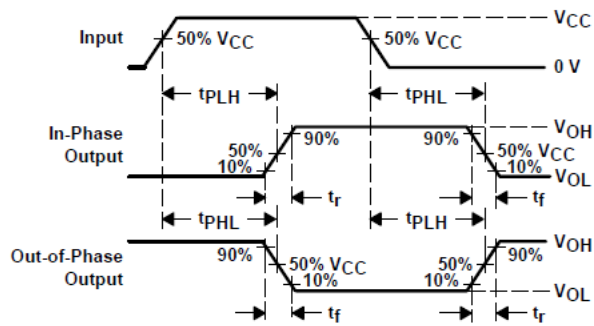 VCC
Input
50% VCC
50% VCC
0 V
tPLH
tPHL
In-Phase
Output
90%
90%
VOH
50%
50% VCC
10%
10%
VOL
tr
tf
tPHL
tPLH
Out-of-Phase
Output
90%
90%
VOH
50% VCC
50%
10%
10%
VOL
tf
tr